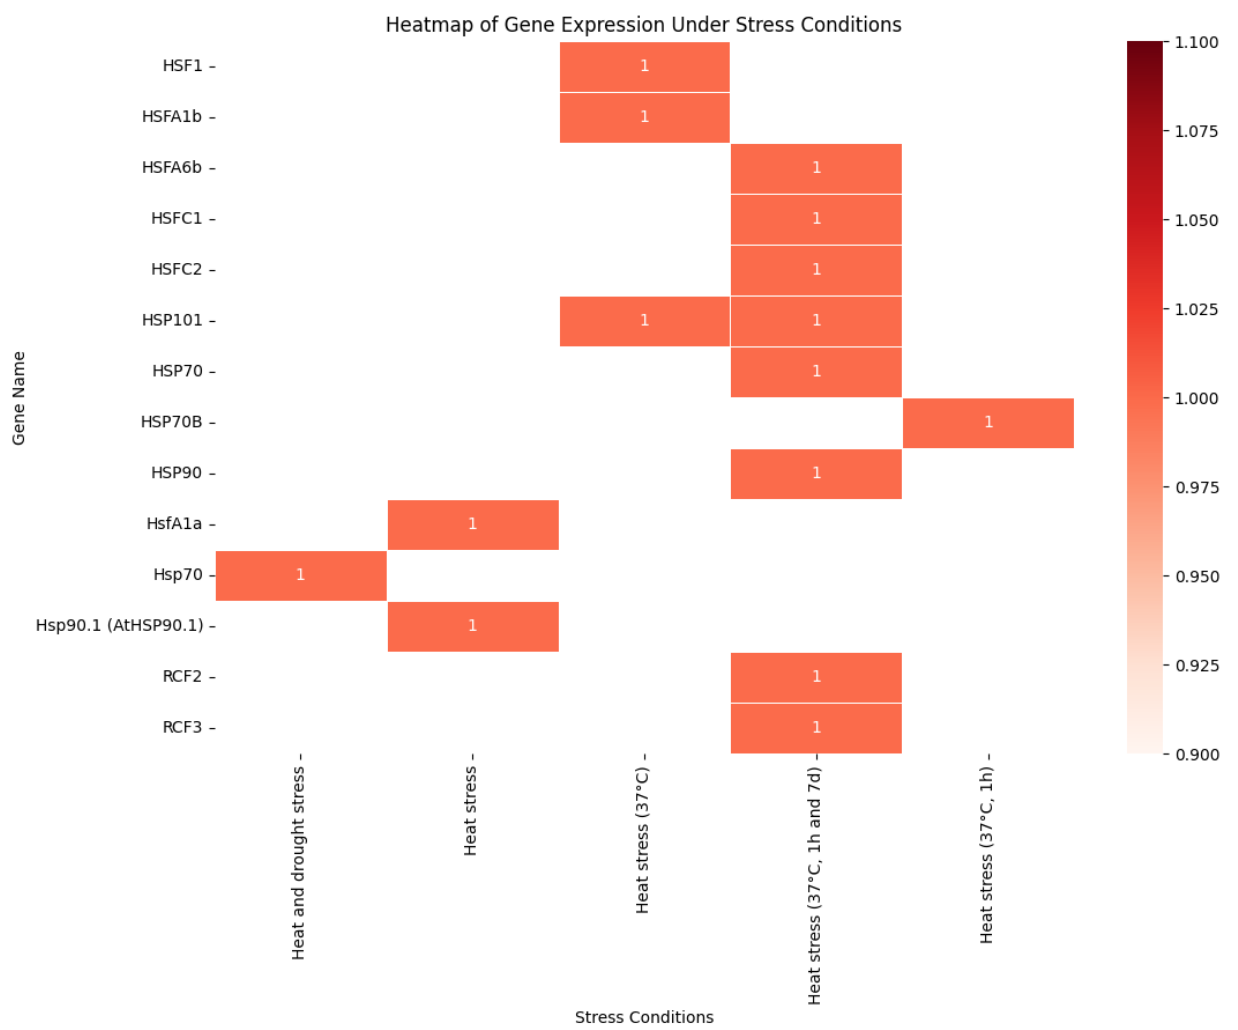 Heatmap of Gene Expression Under Stress Conditions
Gene Name
HSF1
1
HSFA1b
1
HSFA6b
1
HSFC1
1
HSFC2
1
HSP101
1 1
HSP70
1
HSP70B
1
HSP90
1
HsfA1a
1
Hsp70
1
Hsp90.1 (AtHSP90.1)
1
RCF2
1
RCF3
1
Heat and drought stress
Heat stress
Heat stress (37°C)
Heat stress (37°C, 1h and 7d)
Heat stress (37°C, 1h)
Stress Conditions
1.100
1.075
1.050
1.025
1.000
0.975
0.950
0.925
0.900